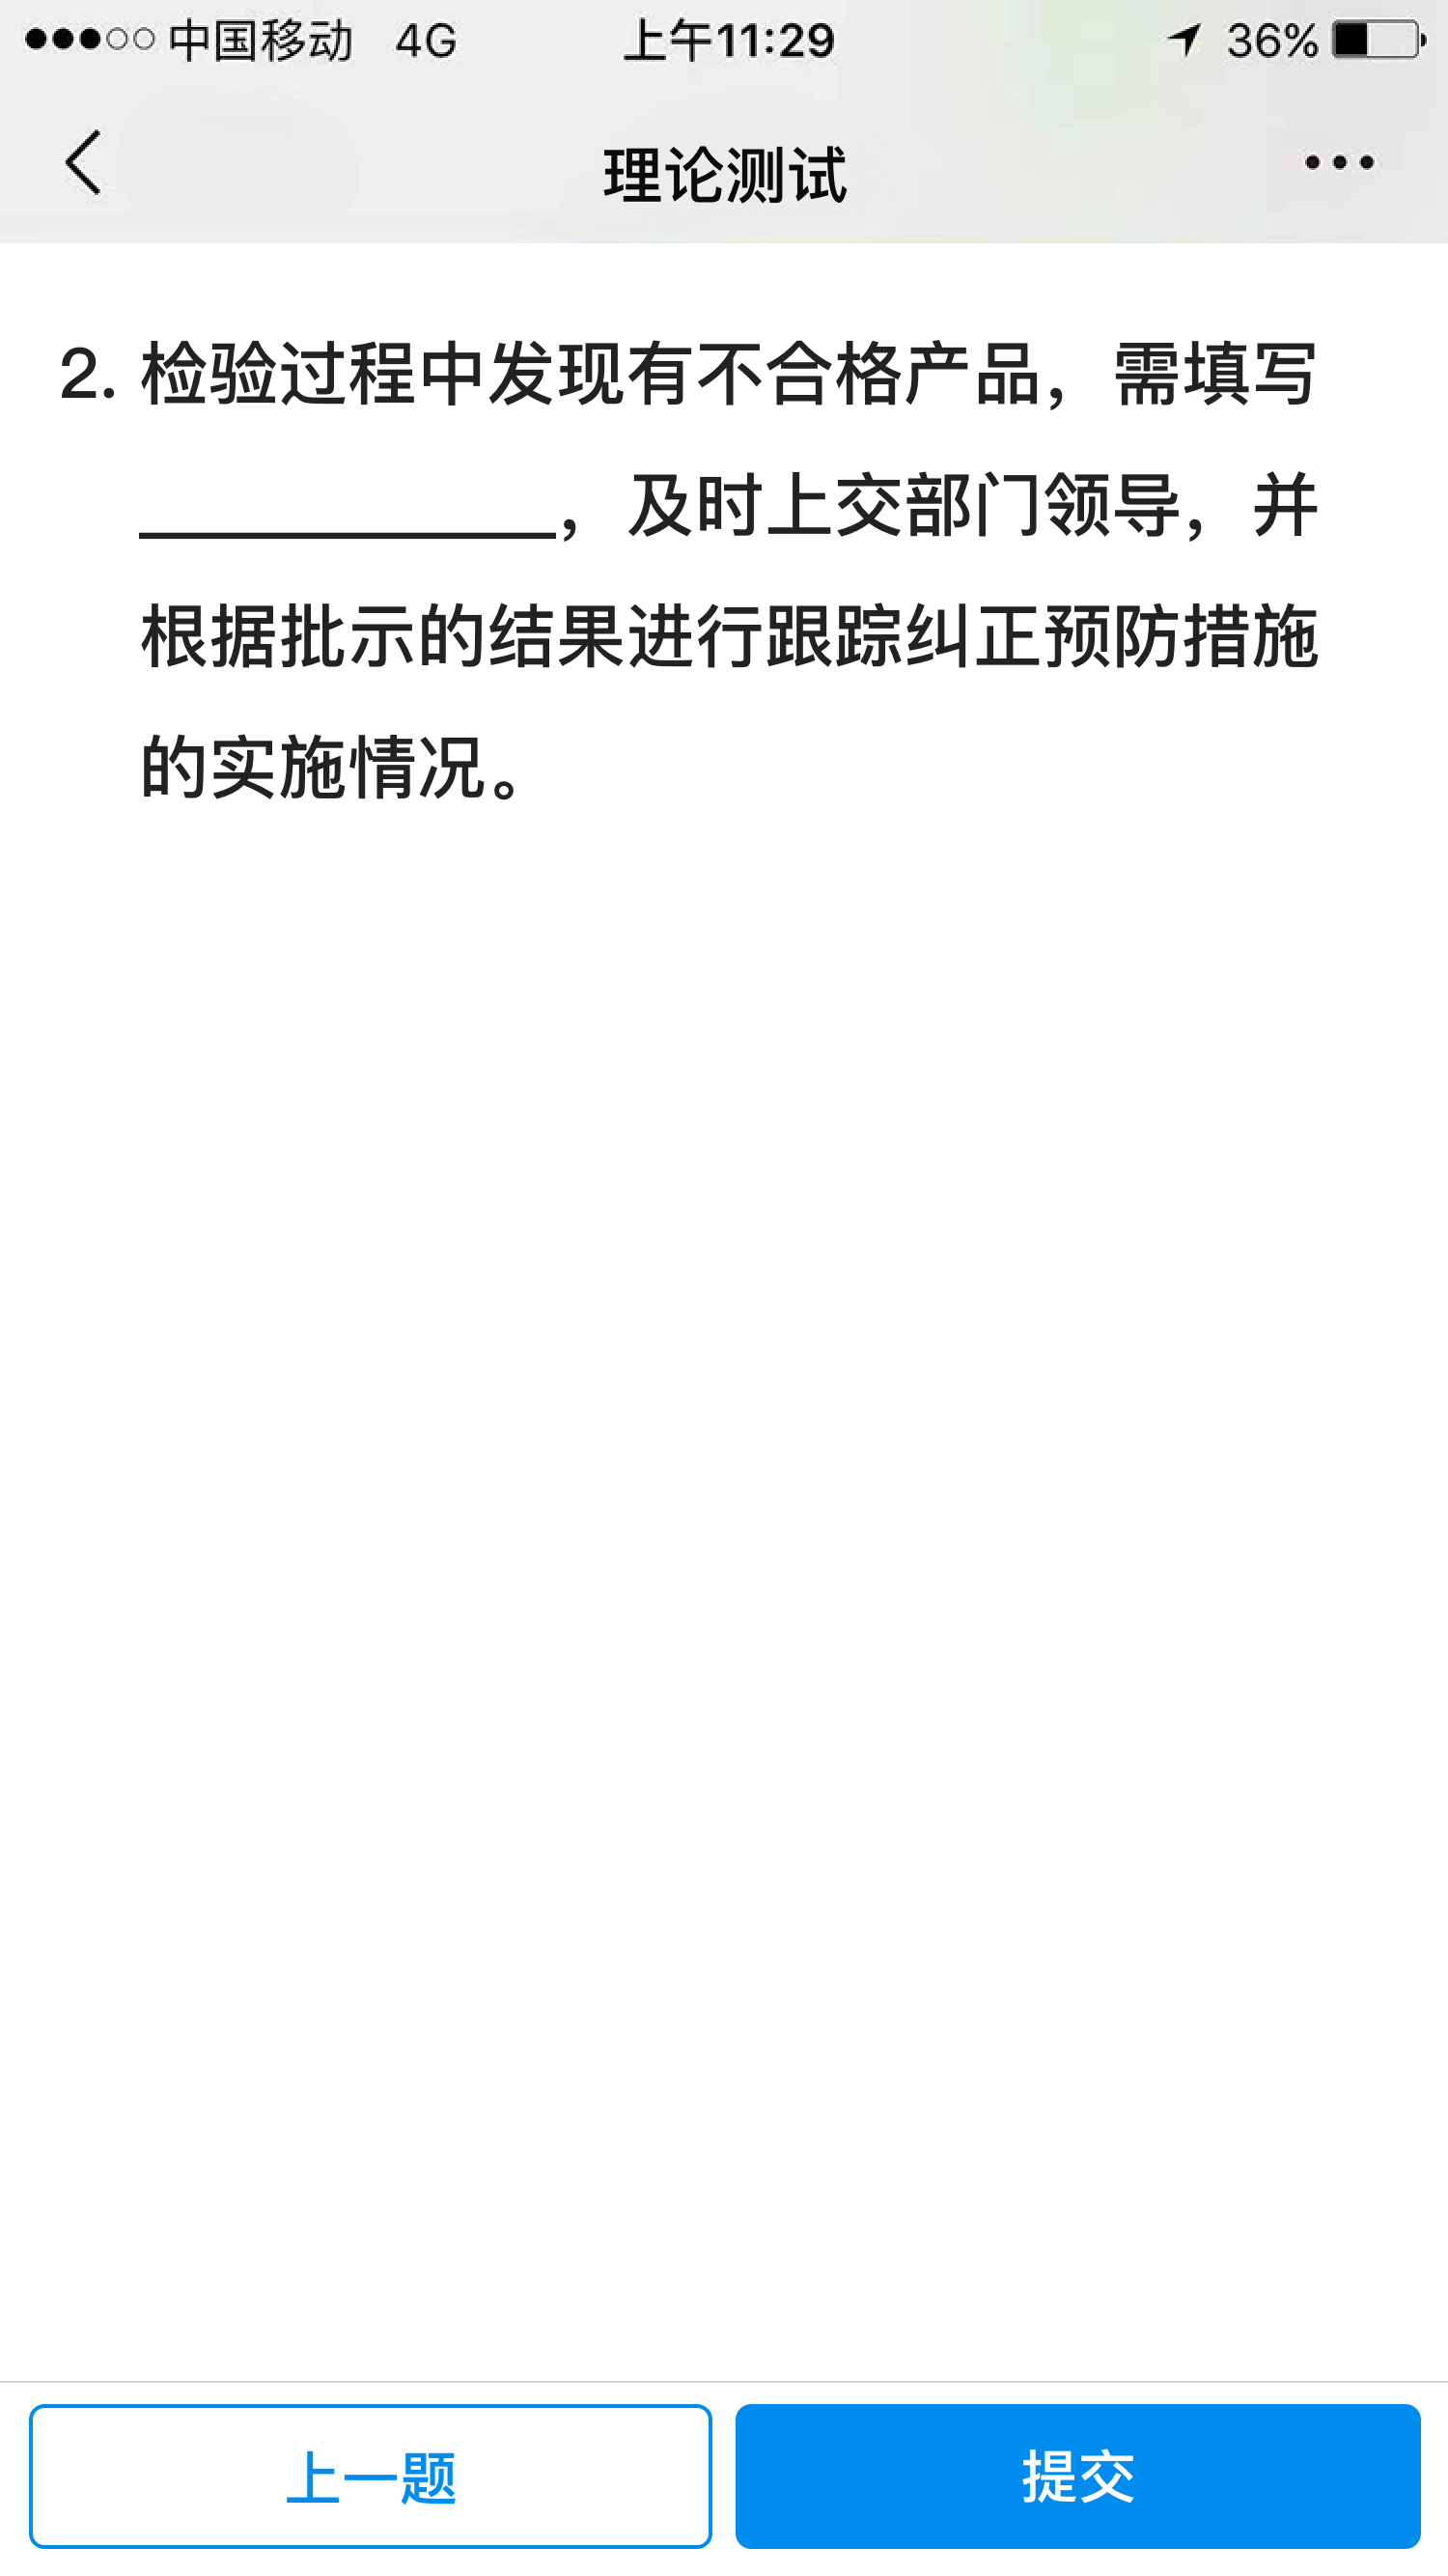 中国移动 4G 上午11:29 36%
理论测试
2. 检验过程中发现有不合格产品，需填写
____________，及时上交部门领导，并
根据批示的结果进行跟踪纠正预防措施
的实施情况。
上一题 提交